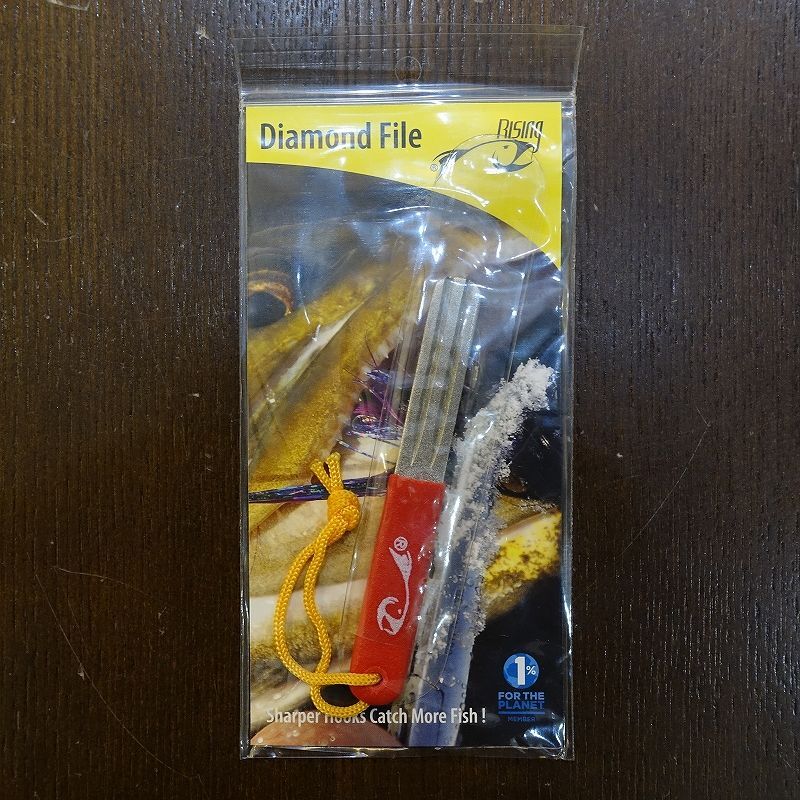 Diamond File
Rising
®
®
1%
FOR THE
PLANET
MEMBER
Sharper Hooks Catch More Fish !